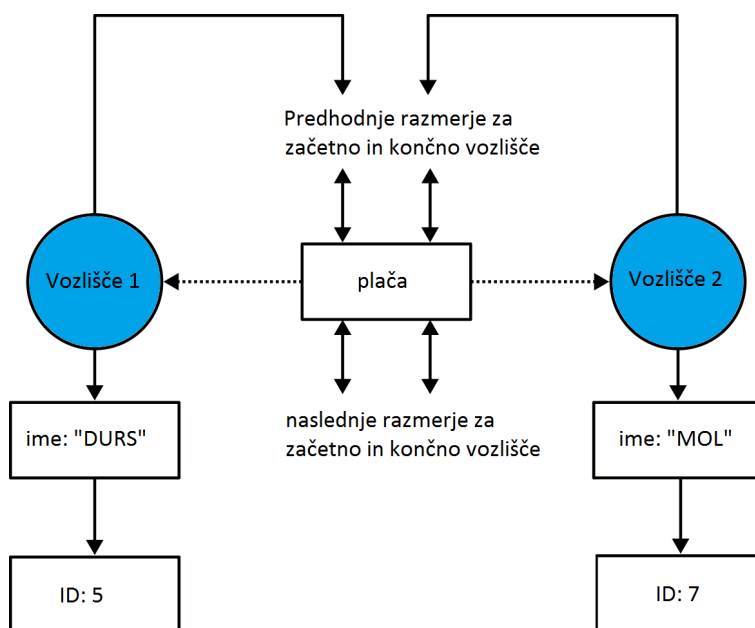 Predhodnje razmerje za
začetno in končno vozlišče
Vozlišče 1
plača
Vozlišče 2
ime: "DURS"
naslednje razmerje za
začetno in končno vozlišče
ime: "MOL"
ID: 5
ID: 7